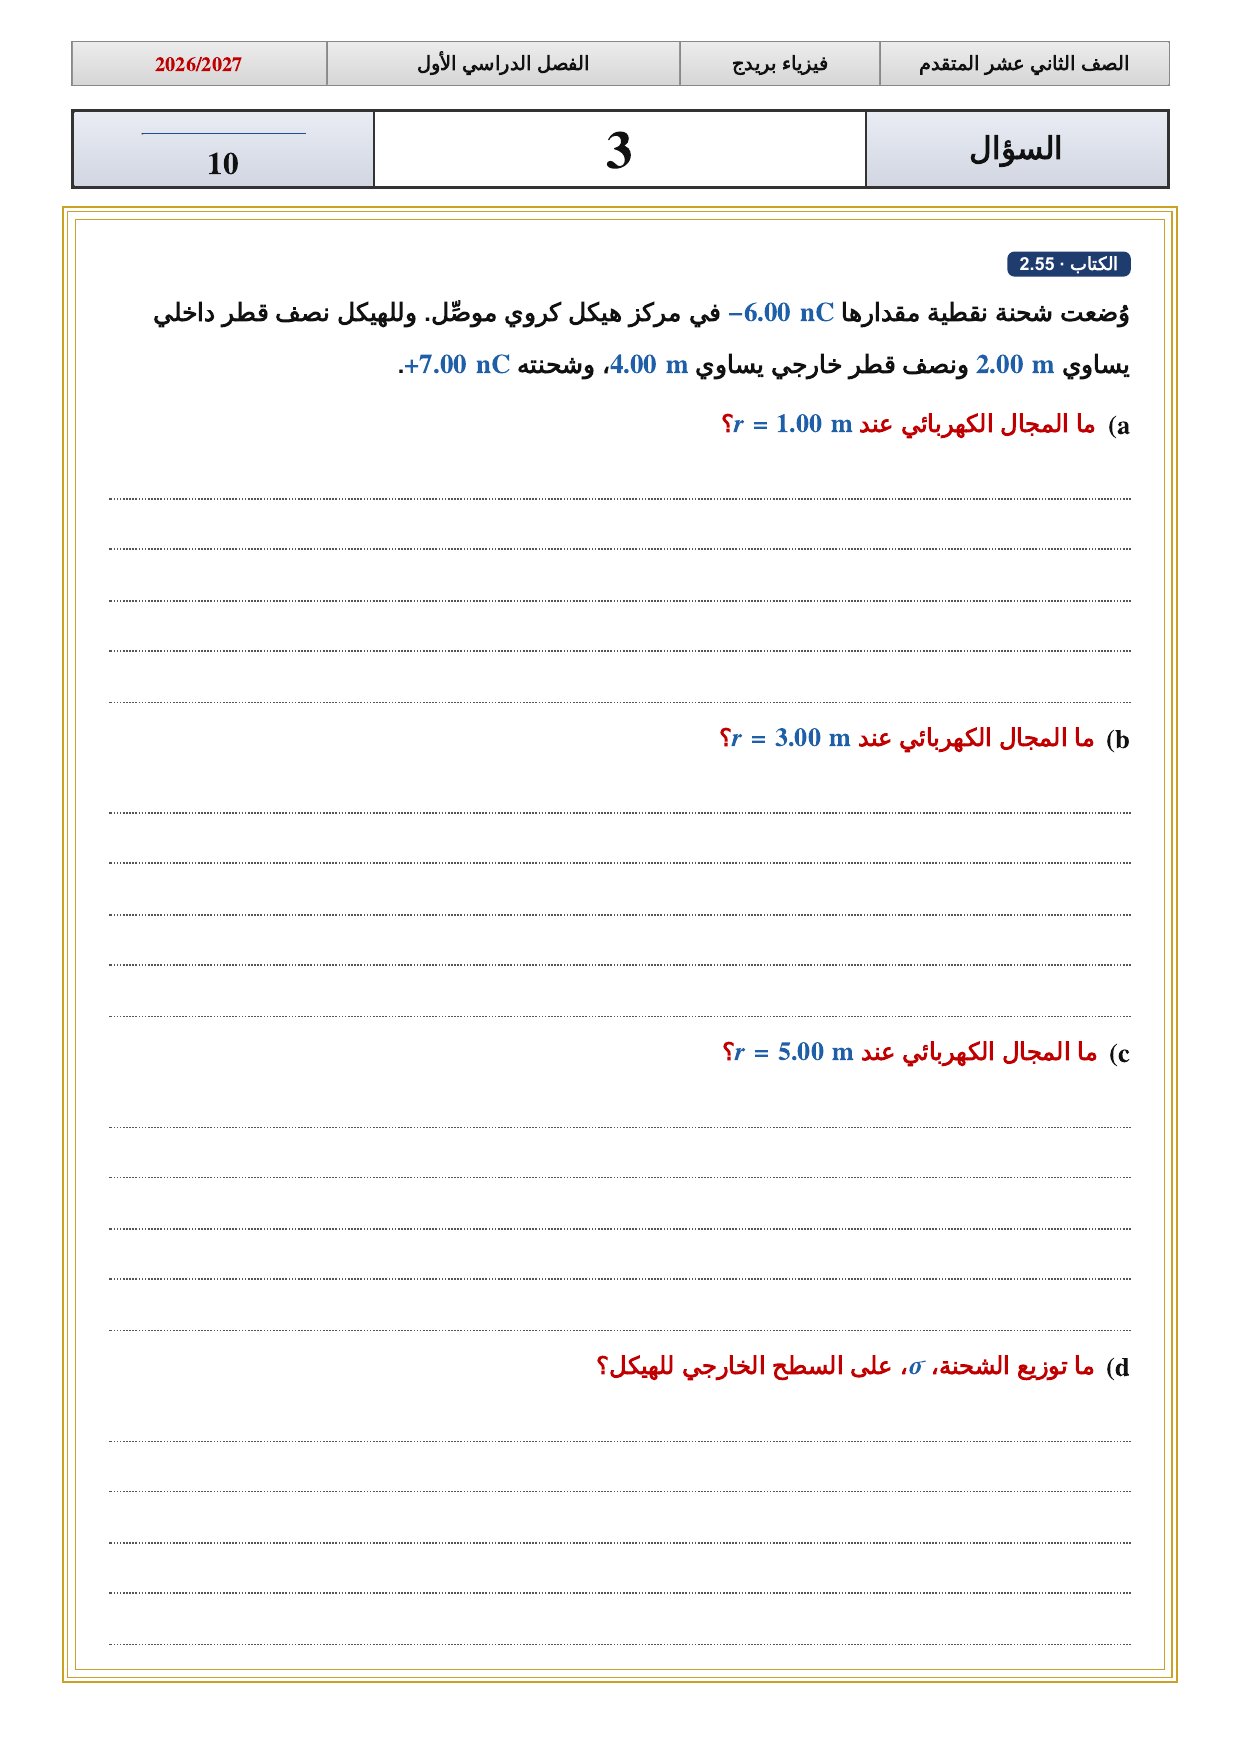 الصف الثاني عشر المتقدم
فيزياء بريدج
الفصل الدراسي الأول
2026/2027
السؤال
3
10
الكتاب · 2.55
وُضعت شحنة نقطية مقدارها −6.00 nC في مركز هيكل كروي موصِّل. وللهيكل نصف قطر داخلي
يساوي 2.00 m ونصف قطر خارجي يساوي 4.00 m، وشحنته +7.00 nC.
(a ما المجال الكهربائي عند r = 1.00 m؟
(b ما المجال الكهربائي عند r = 3.00 m؟
(c ما المجال الكهربائي عند r = 5.00 m؟
(d ما توزيع الشحنة، σ، على السطح الخارجي للهيكل؟